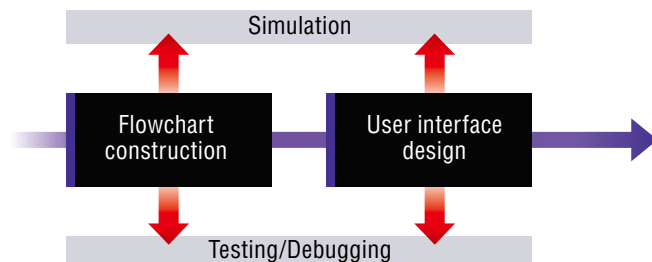 Simulation
Flowchart
construction
User interface
design
Testing/Debugging